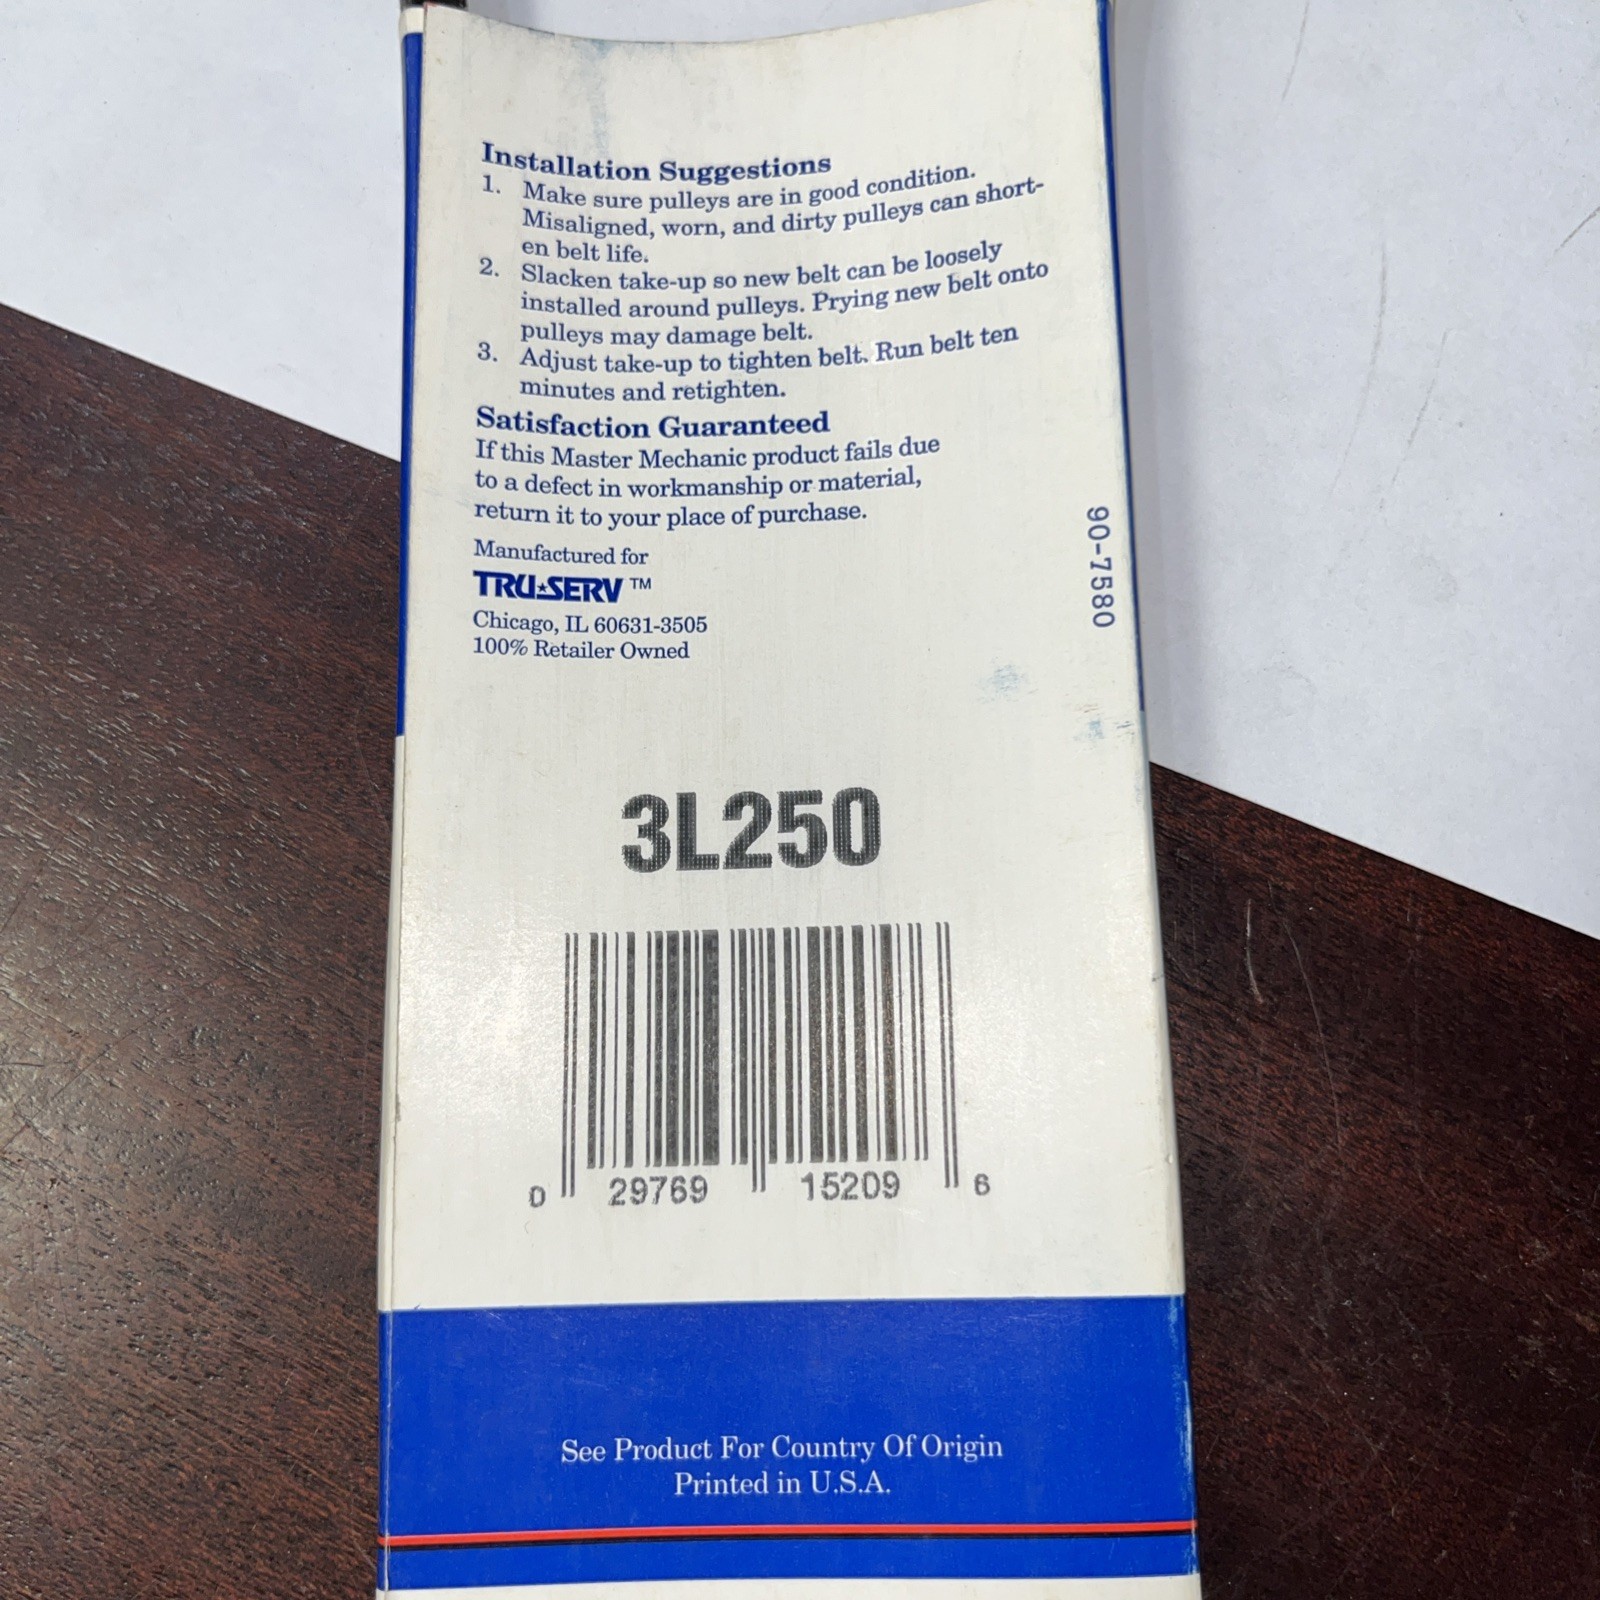 Installation Suggestions
1. Make sure pulleys are in good condition.
Misaligned, worn, and dirty pulleys can short-
en belt life.
2. Slacken take-up so new belt can be loosely
installed around pulleys. Prying new belt onto
pulleys may damage belt.
3. Adjust take-up to tighten belt. Run belt ten
minutes and retighten.
Satisfaction Guaranteed
If this Master Mechanic product fails due
to a defect in workmanship or material,
return it to your place of purchase.
Manufactured for
TRU★SERV™
Chicago, IL 60631-3505
100% Retailer Owned
90-7580
3L250
0 29769 15209 6
See Product For Country Of Origin
Printed in U.S.A.